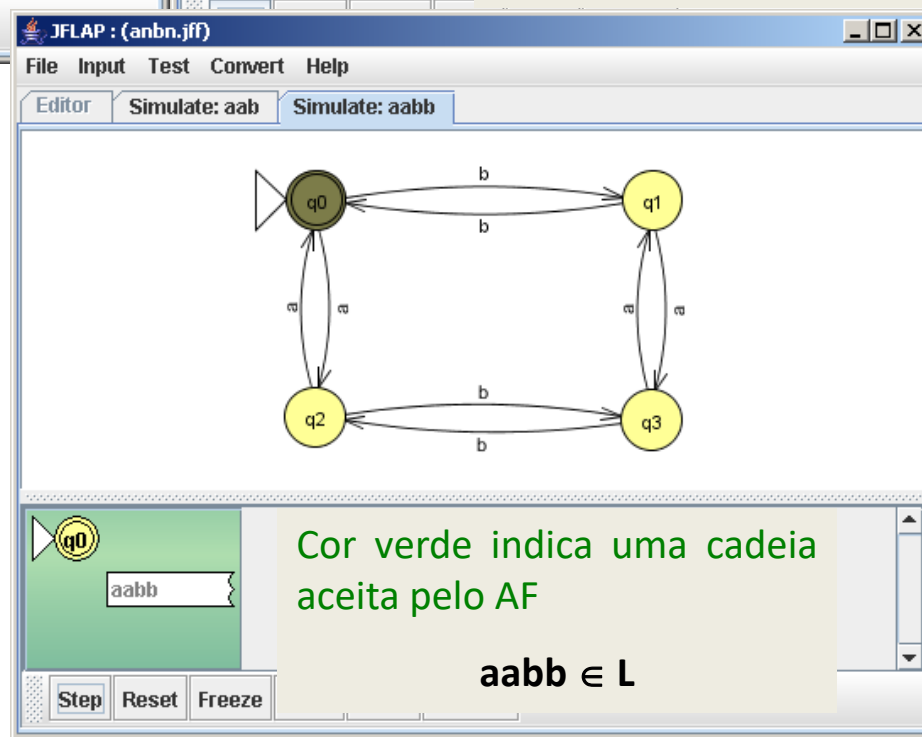 JFLAP : (anbn.jff)
File Input Test Convert Help
Editor Simulate: aab Simulate: aabb
b
q0 q1
b
a a a a
b
q2 q3
b
q0
aabb
Cor verde indica uma cadeia
aceita pelo AF
aabb ∈ L
Step Reset Freeze